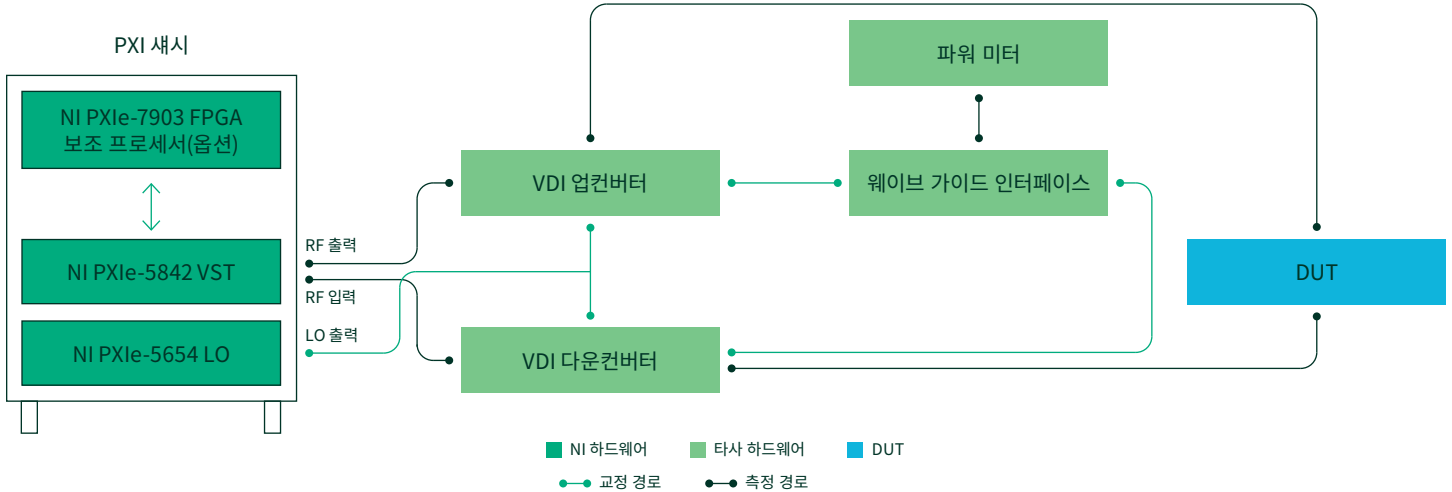 PXI 섀시
NI PXIe-7903 FPGA
보조 프로세서(옵션)
NI PXIe-5842 VST
NI PXIe-5654 LO
RF 출력
RF 입력
LO 출력
VDI 업컨버터
VDI 다운컨버터
파워 미터
웨이브 가이드 인터페이스
DUT
NI 하드웨어
타사 하드웨어
DUT
교정 경로
측정 경로